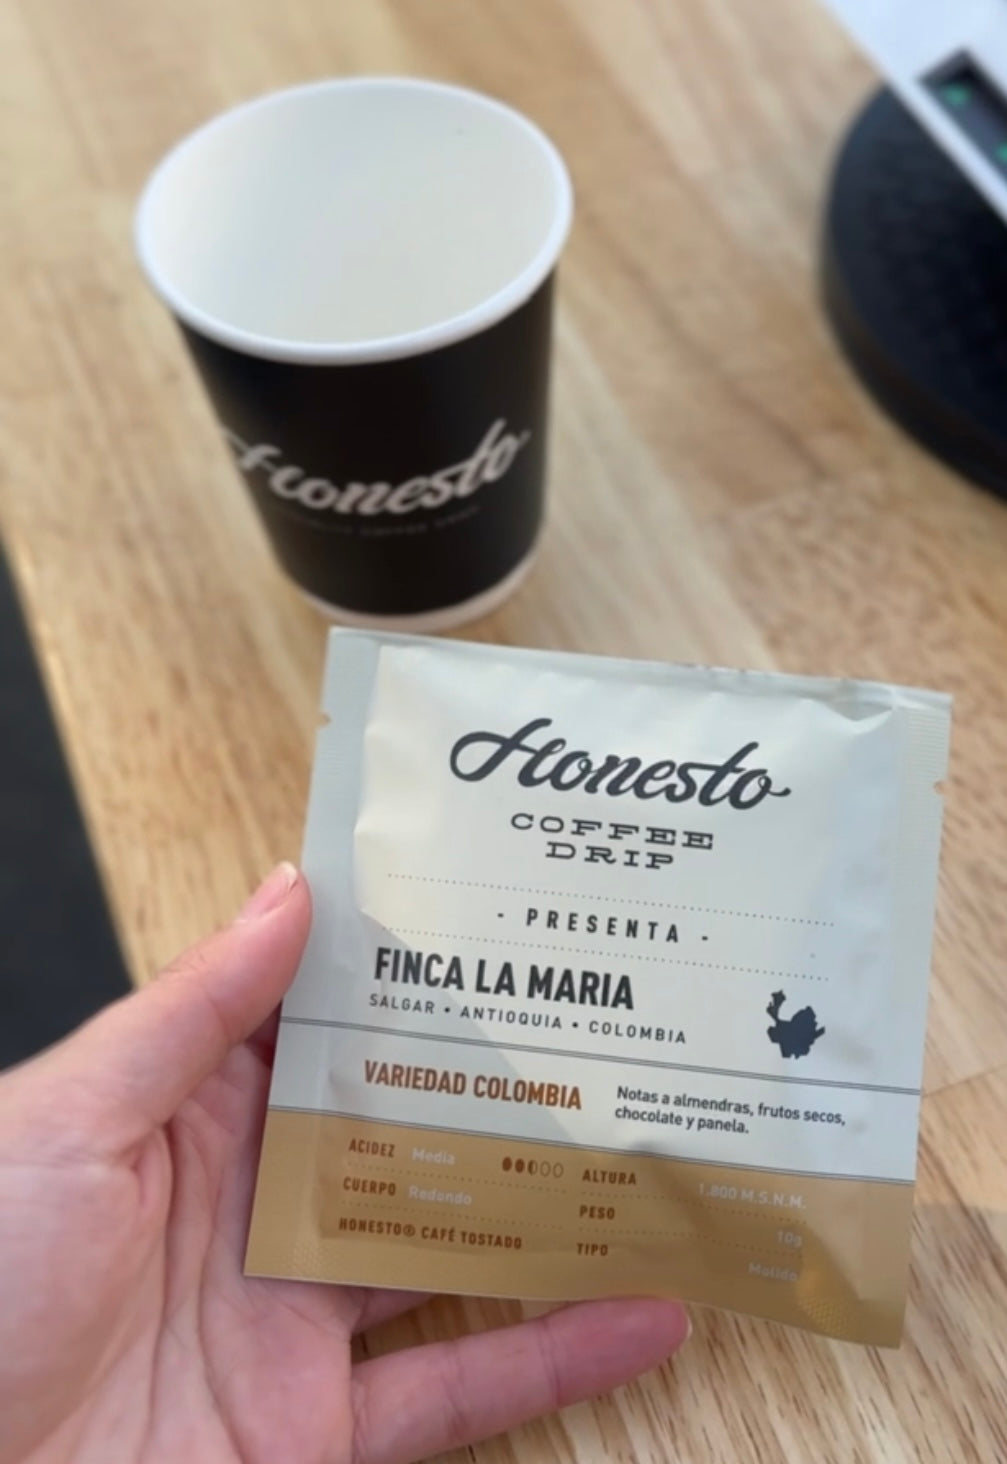 Honesto
Honesto
COFFEE
DRIP
- PRESENTA -
FINCA LA MARIA
SALGAR • ANTIOQUIA • COLOMBIA
VARIEDAD COLOMBIA
Notas a almendras, frutos secos,
chocolate y panela.
ACIDEZ Media
CUERPO Redondo
HONESTO® CAFÉ TOSTADO
ALTURA 1.800 M.S.N.M.
PESO 10g
TIPO Molido